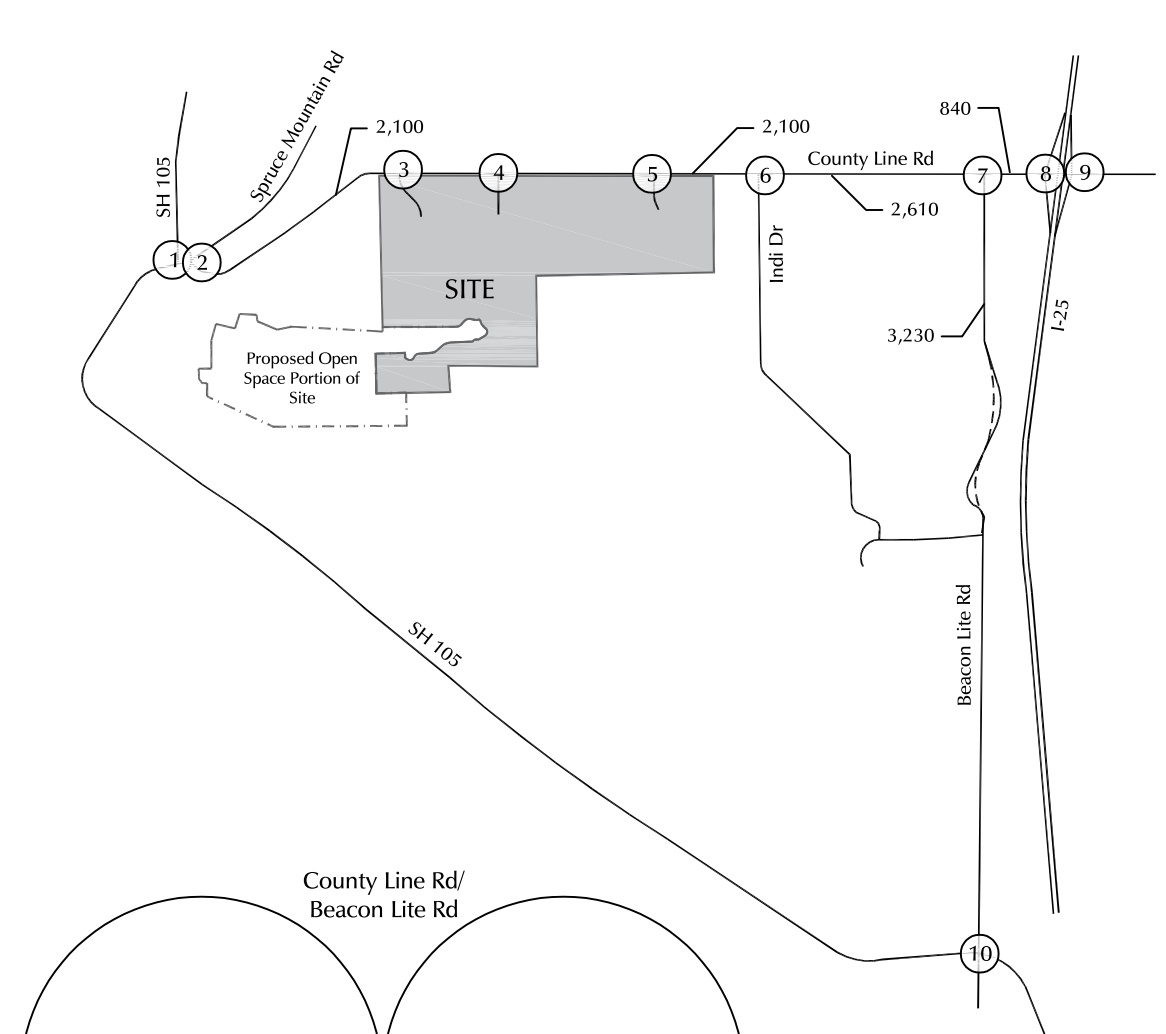 Spruce Mountain Rd
SH 105
2,100
2,100
840
County Line Rd
2,610
3
4
5
6
7
8
9
1
2
Indi Dr
SITE
I-25
3,230
Proposed Open
Space Portion of
Site
SH 105
Beacon Lite Rd
County Line Rd/
Beacon Lite Rd
10